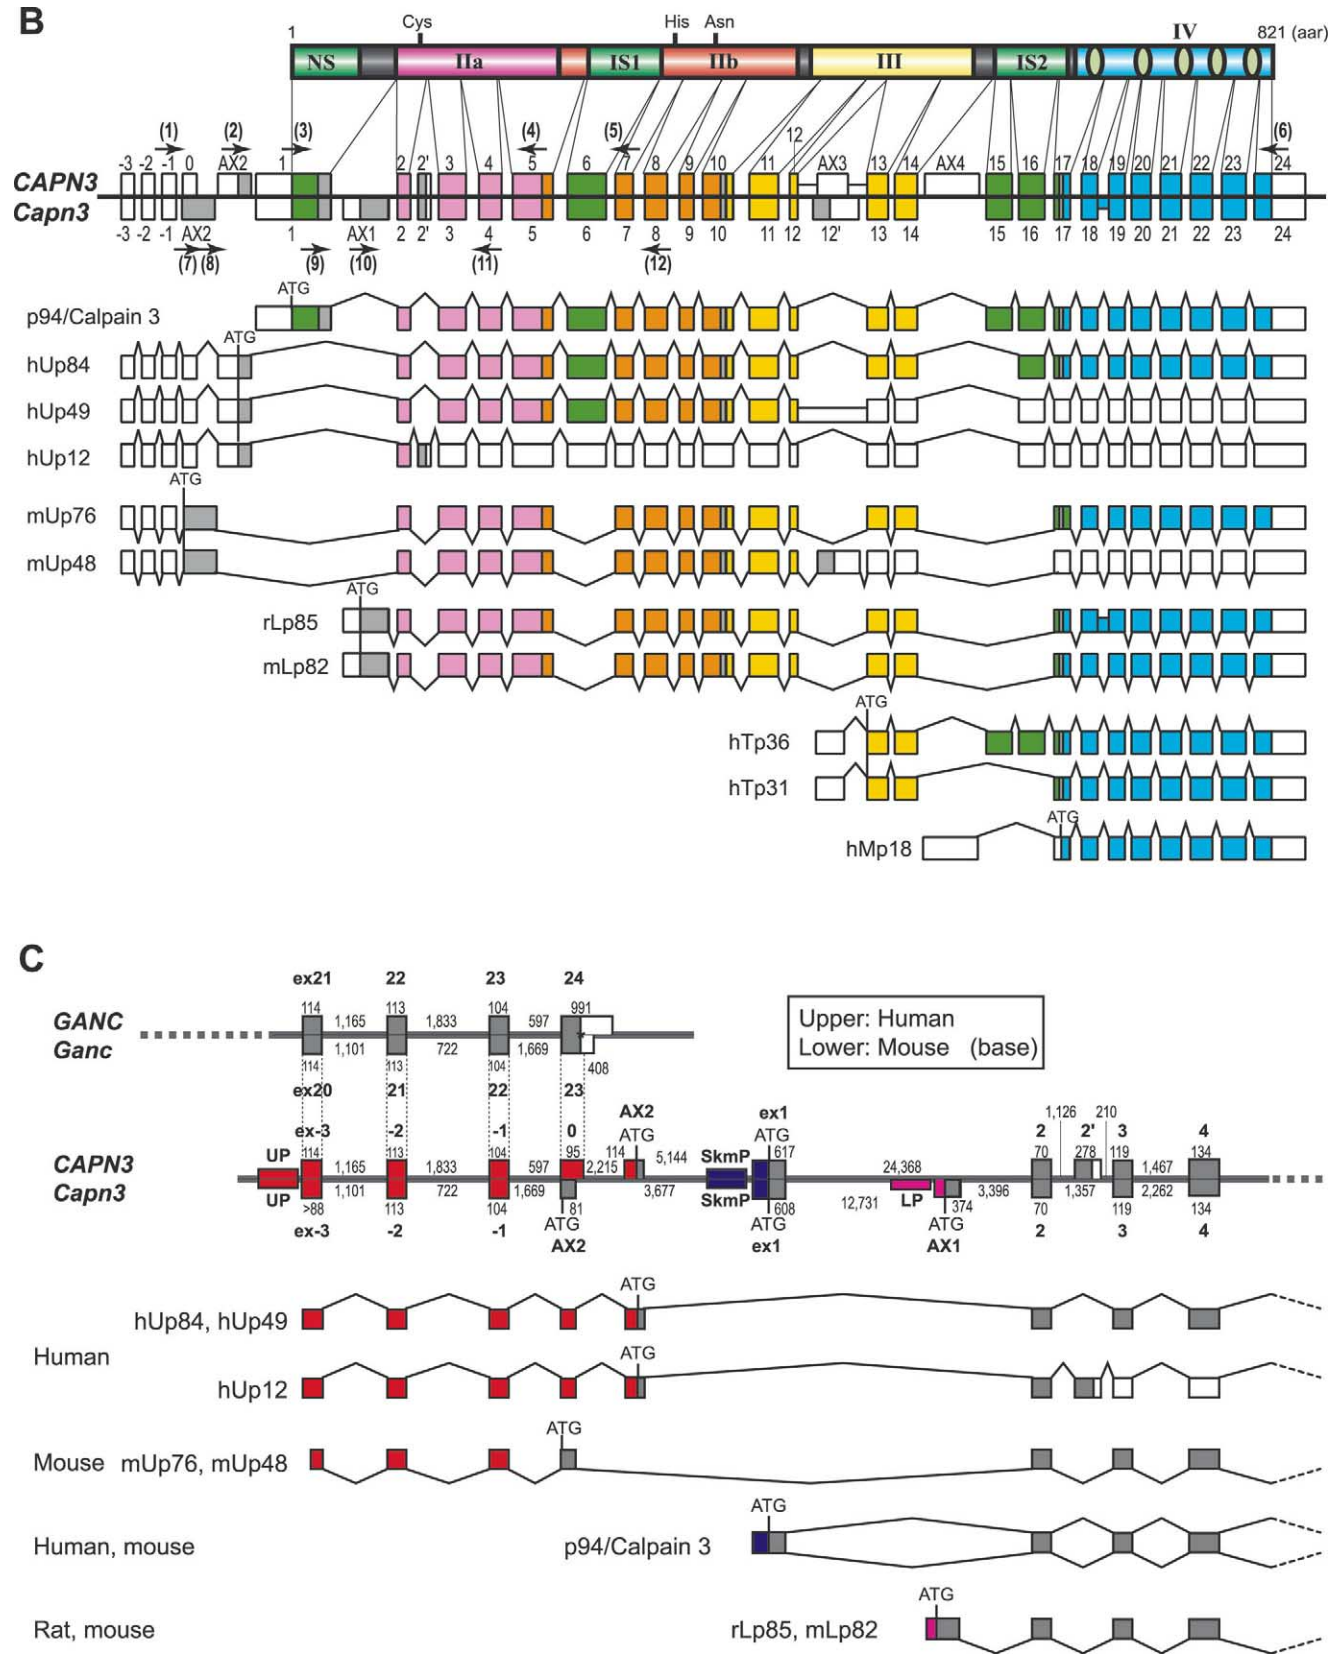 B
1 Cys His Asn IV 821 (aar)
NS IIa IS1 IIb III IS2
(1) (2) (3) (4) (5) 12 (6)
-3 -2 -1 0 AX2 1 2 2' 3 4 5 6 7 8 9 10 11 AX3 13 14 AX4 15 16 17 18 19 20 21 22 23 24
CAPN3
Capn3
-3 -2 -1 AX2 1 AX1 2 2' 3 4 5 6 7 8 9 10 11 12 12' 13 14 15 16 17 18 19 20 21 22 23 24
(7) (8) (9) (10) (11) (12)
ATG
p94/Calpain 3
ATG
hUp84
hUp49
hUp12
ATG
mUp76
mUp48
ATG
rLp85
mLp82
ATG
hTp36
hTp31
ATG
hMp18
C
ex21 22 23 24
114 1,165 113 1,833 104 597 991
GANC
Ganc
1,101 722 1,669
114 113 104 408
ex20 21 22 23
Upper: Human
Lower: Mouse (base)
AX2 ex1 1,126 210
ex-3 -2 -1 0 ATG ATG 2 2' 3 4
UP 114 1,165 113 1,833 104 597 95 2,215 114 5,144 SkmP 617 24,368 70 278 119 1,467 134
CAPN3
Capn3
UP >88 1,101 113 722 104 1,669 81 3,677 SkmP 608 12,731 LP 374 3,396 70 1,357 119 2,262 134
ex-3 -2 -1 ATG ATG ATG 2 3 4
AX2 ex1 AX1
ATG
hUp84, hUp49
Human
ATG
hUp12
ATG
Mouse mUp76, mUp48
ATG
Human, mouse p94/Calpain 3
ATG
Rat, mouse rLp85, mLp82